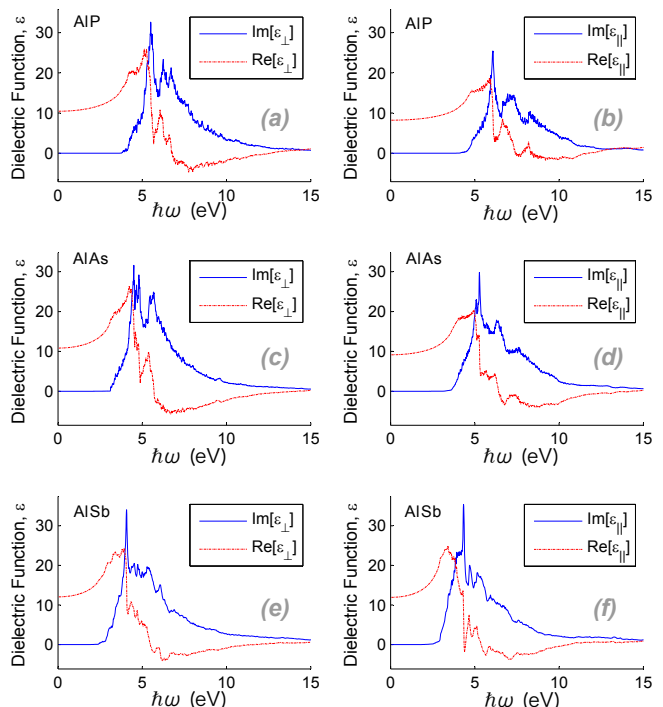 AlP
Im[ε⊥]
Re[ε⊥]
(a)
Dielectric Function, ε
30
20
10
0
0 5 10 15
ħω (eV)
AlP
Im[ε||]
Re[ε||]
(b)
Dielectric Function, ε
30
20
10
0
0 5 10 15
ħω (eV)
AlAs
Im[ε⊥]
Re[ε⊥]
(c)
Dielectric Function, ε
30
20
10
0
0 5 10 15
ħω (eV)
AlAs
Im[ε||]
Re[ε||]
(d)
Dielectric Function, ε
30
20
10
0
0 5 10 15
ħω (eV)
AlSb
Im[ε⊥]
Re[ε⊥]
(e)
Dielectric Function, ε
30
20
10
0
0 5 10 15
ħω (eV)
AlSb
Im[ε||]
Re[ε||]
(f)
Dielectric Function, ε
30
20
10
0
0 5 10 15
ħω (eV)